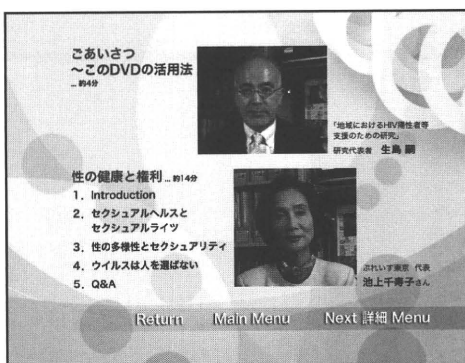 ごあいさつ
～このDVDの活用法
... 約4分
「地域におけるHIV陽性者等
支援のための研究」
研究代表者 生島 嗣
性の健康と権利 ... 約14分
1. Introduction
2. セクシュアルヘルスと
セクシュアルライツ
3. 性の多様性とセクシュアリティ
4. ウイルスは人を選ばない
5. Q&A
ぷれいす東京 代表
池上千寿子さん
Return Main Menu Next 詳細 Menu